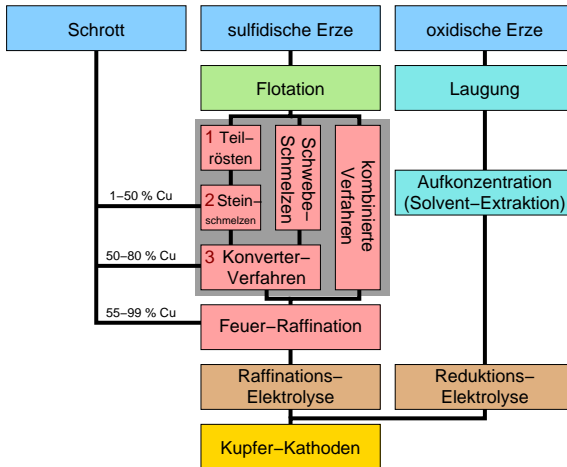 Schrott
sulfidische Erze
oxidische Erze
Flotation
Laugung
1 Teil–
rösten
Schwebe–
Schmelzen
kombinierte
Verfahren
Aufkonzentration
(Solvent–Extraktion)
1–50 % Cu
2 Stein–
schmelzen
50–80 % Cu
3 Konverter–
Verfahren
55–99 % Cu
Feuer–Raffination
Raffinations–
Elektrolyse
Reduktions–
Elektrolyse
Kupfer–Kathoden